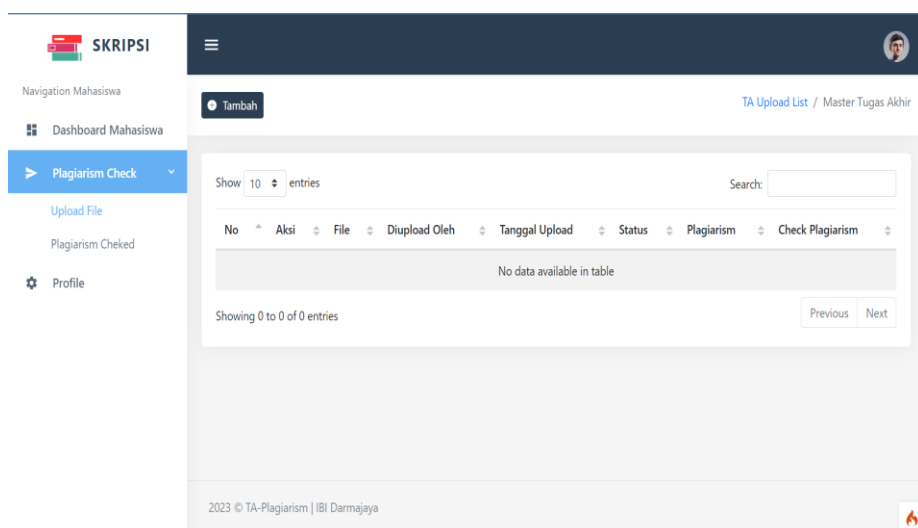 SKRIPSI
Navigation Mahasiswa
Dashboard Mahasiswa
Plagiarism Check
Upload File
Plagiarism Cheked
Profile
Tambah
TA Upload List / Master Tugas Akhir
Show 10 entries
Search:
No Aksi File Diupload Oleh Tanggal Upload Status Plagiarism Check Plagiarism
No data available in table
Showing 0 to 0 of 0 entries
Previous Next
2023 © TA-Plagiarism | IBI Darmajaya